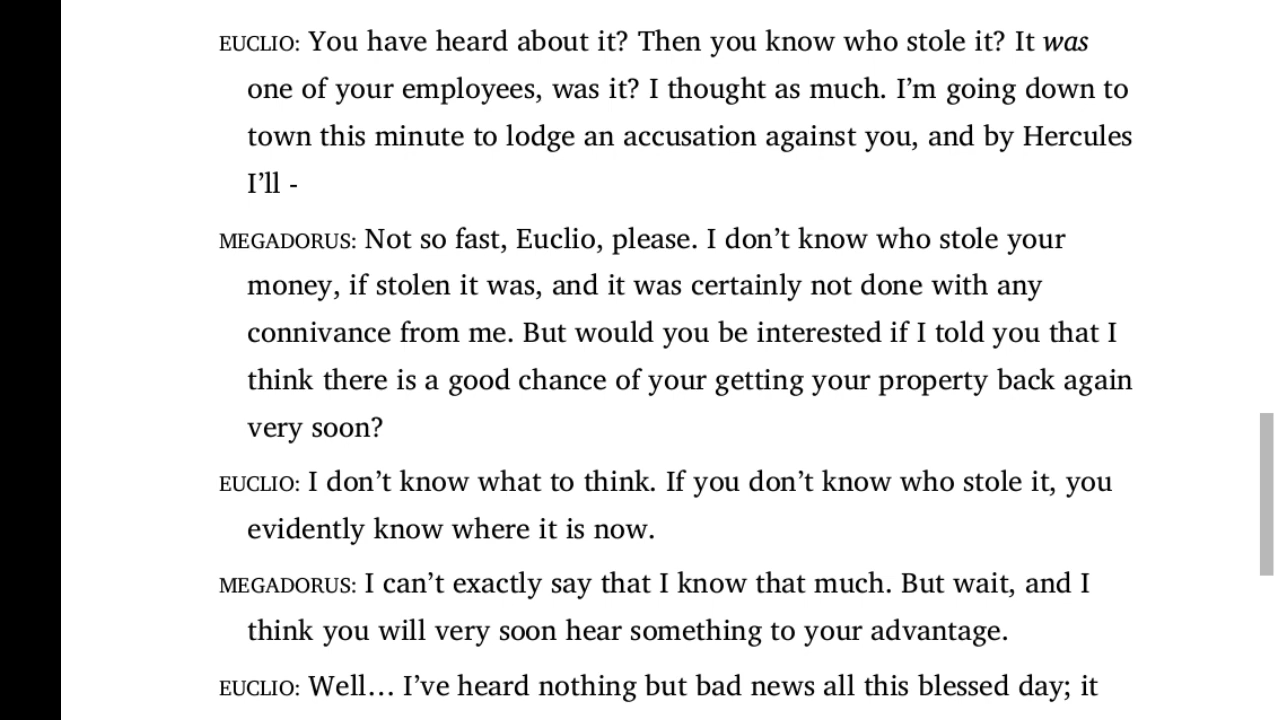 EUCLIO: You have heard about it? Then you know who stole it? It was
one of your employees, was it? I thought as much. I’m going down to
town this minute to lodge an accusation against you, and by Hercules
I’ll -
MEGADORUS: Not so fast, Euclio, please. I don’t know who stole your
money, if stolen it was, and it was certainly not done with any
connivance from me. But would you be interested if I told you that I
think there is a good chance of your getting your property back again
very soon?
EUCLIO: I don’t know what to think. If you don’t know who stole it, you
evidently know where it is now.
MEGADORUS: I can’t exactly say that I know that much. But wait, and I
think you will very soon hear something to your advantage.
EUCLIO: Well… I’ve heard nothing but bad news all this blessed day; it